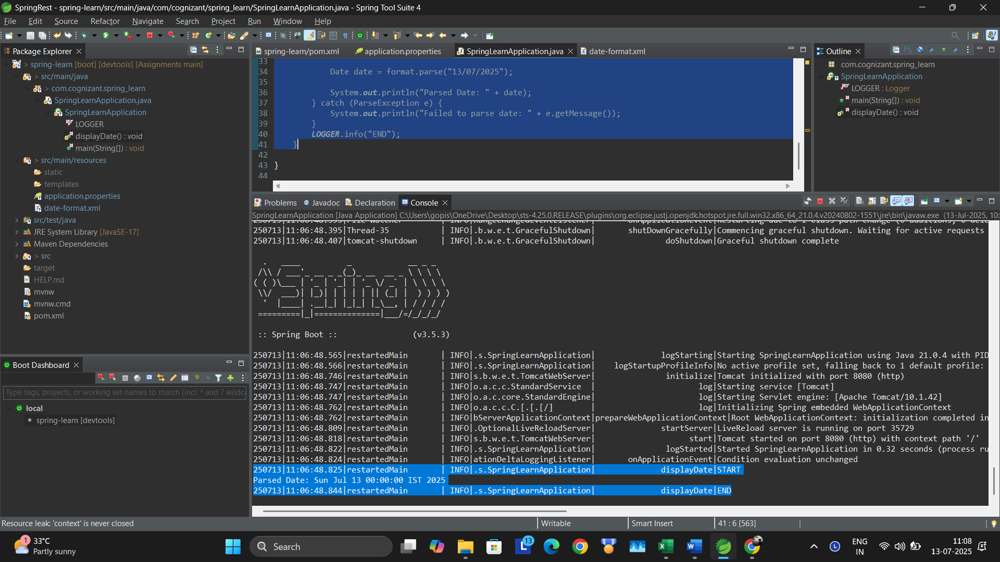 SpringRest - spring-learn/src/main/java/com/cognizant/spring_learn/SpringLearnApplication.java - Spring Tool Suite 4
File Edit Source Refactor Navigate Search Project Run Window Help
Package Explorer
> spring-learn [boot] [devtools] [Assignments main]
> src/main/java
> com.cognizant.spring_learn
SpringLearnApplication.java
SpringLearnApplication
LOGGER
displayDate() : void
main(String[]) : void
> src/main/resources
static
templates
application.properties
date-format.xml
src/test/java
JRE System Library [JavaSE-17]
Maven Dependencies
> src
target
HELP.md
mvnw
mvnw.cmd
pom.xml
Boot Dashboard
Type tags, projects, or working set names to match (incl. * and ? wildca
local
spring-learn [devtools]
spring-learn/pom.xml application.properties SpringLearnApplication.java date-format.xml
33
34 Date date = format.parse("13/07/2025");
35
36 System.out.println("Parsed Date: " + date);
37 } catch (ParseException e) {
38 System.out.println("Failed to parse date: " + e.getMessage());
39 }
40 LOGGER.info("END");
41 }
42
43 }
44
Outline
com.cognizant.spring_learn
SpringLearnApplication
LOGGER : Logger
main(String[]) : void
displayDate() : void
Problems Javadoc Declaration Console
SpringLearnApplication [Java Application] C:\Users\gopis\OneDrive\Desktop\sts-4.25.0.RELEASE\plugins\org.eclipse.justj.openjdk.hotspot.jre.full.win32.x86_64_21.0.4.v20240802-1551\jre\bin\javaw.exe (13-Jul-2025, 10:
250713|11:06:48.395|Thread-35 | INFO|.b.w.e.t.GracefulShutdown| shutDownGracefully|Commencing graceful shutdown. Waiting for active requests
250713|11:06:48.407|tomcat-shutdown | INFO|.b.w.e.t.GracefulShutdown| doShutdown|Graceful shutdown complete
Spring
:: Spring Boot :: (v3.5.3)
250713|11:06:48.565|restartedMain | INFO|.s.SpringLearnApplication| logStarting|Starting SpringLearnApplication using Java 21.0.4 with PID
250713|11:06:48.566|restartedMain | INFO|.s.SpringLearnApplication| logStartupProfileInfo|No active profile set, falling back to 1 default profile:
250713|11:06:48.746|restartedMain | INFO|s.b.w.e.t.TomcatWebServer| initialize|Tomcat initialized with port 8080 (http)
250713|11:06:48.747|restartedMain | INFO|o.a.c.c.StandardService | log|Starting service [Tomcat]
250713|11:06:48.747|restartedMain | INFO|o.a.c.core.StandardEngine| log|Starting Servlet engine: [Apache Tomcat/10.1.42]
250713|11:06:48.762|restartedMain | INFO|o.a.c.c.C.[.[.[/] | log|Initializing Spring embedded WebApplicationContext
250713|11:06:48.762|restartedMain | INFO|bServerApplicationContext|prepareWebApplicationContext|Root WebApplicationContext: initialization completed in
250713|11:06:48.809|restartedMain | INFO|.OptionalLiveReloadServer| startServer|LiveReload server is running on port 35729
250713|11:06:48.818|restartedMain | INFO|s.b.w.e.t.TomcatWebServer| start|Tomcat started on port 8080 (http) with context path '/'
250713|11:06:48.822|restartedMain | INFO|.s.SpringLearnApplication| logStarted|Started SpringLearnApplication in 0.32 seconds (process ru
250713|11:06:48.824|restartedMain | INFO|ationDeltaLoggingListener| onApplicationEvent|Condition evaluation unchanged
250713|11:06:48.825|restartedMain | INFO|.s.SpringLearnApplication| displayDate|START
Parsed Date: Sun Jul 13 00:00:00 IST 2025
250713|11:06:48.844|restartedMain | INFO|.s.SpringLearnApplication| displayDate|END
Resource leak: 'context' is never closed Writable Smart Insert 41 : 6 [563]
1 33°C
Partly sunny
Search
13
ENG
IN
11:08
13-07-2025